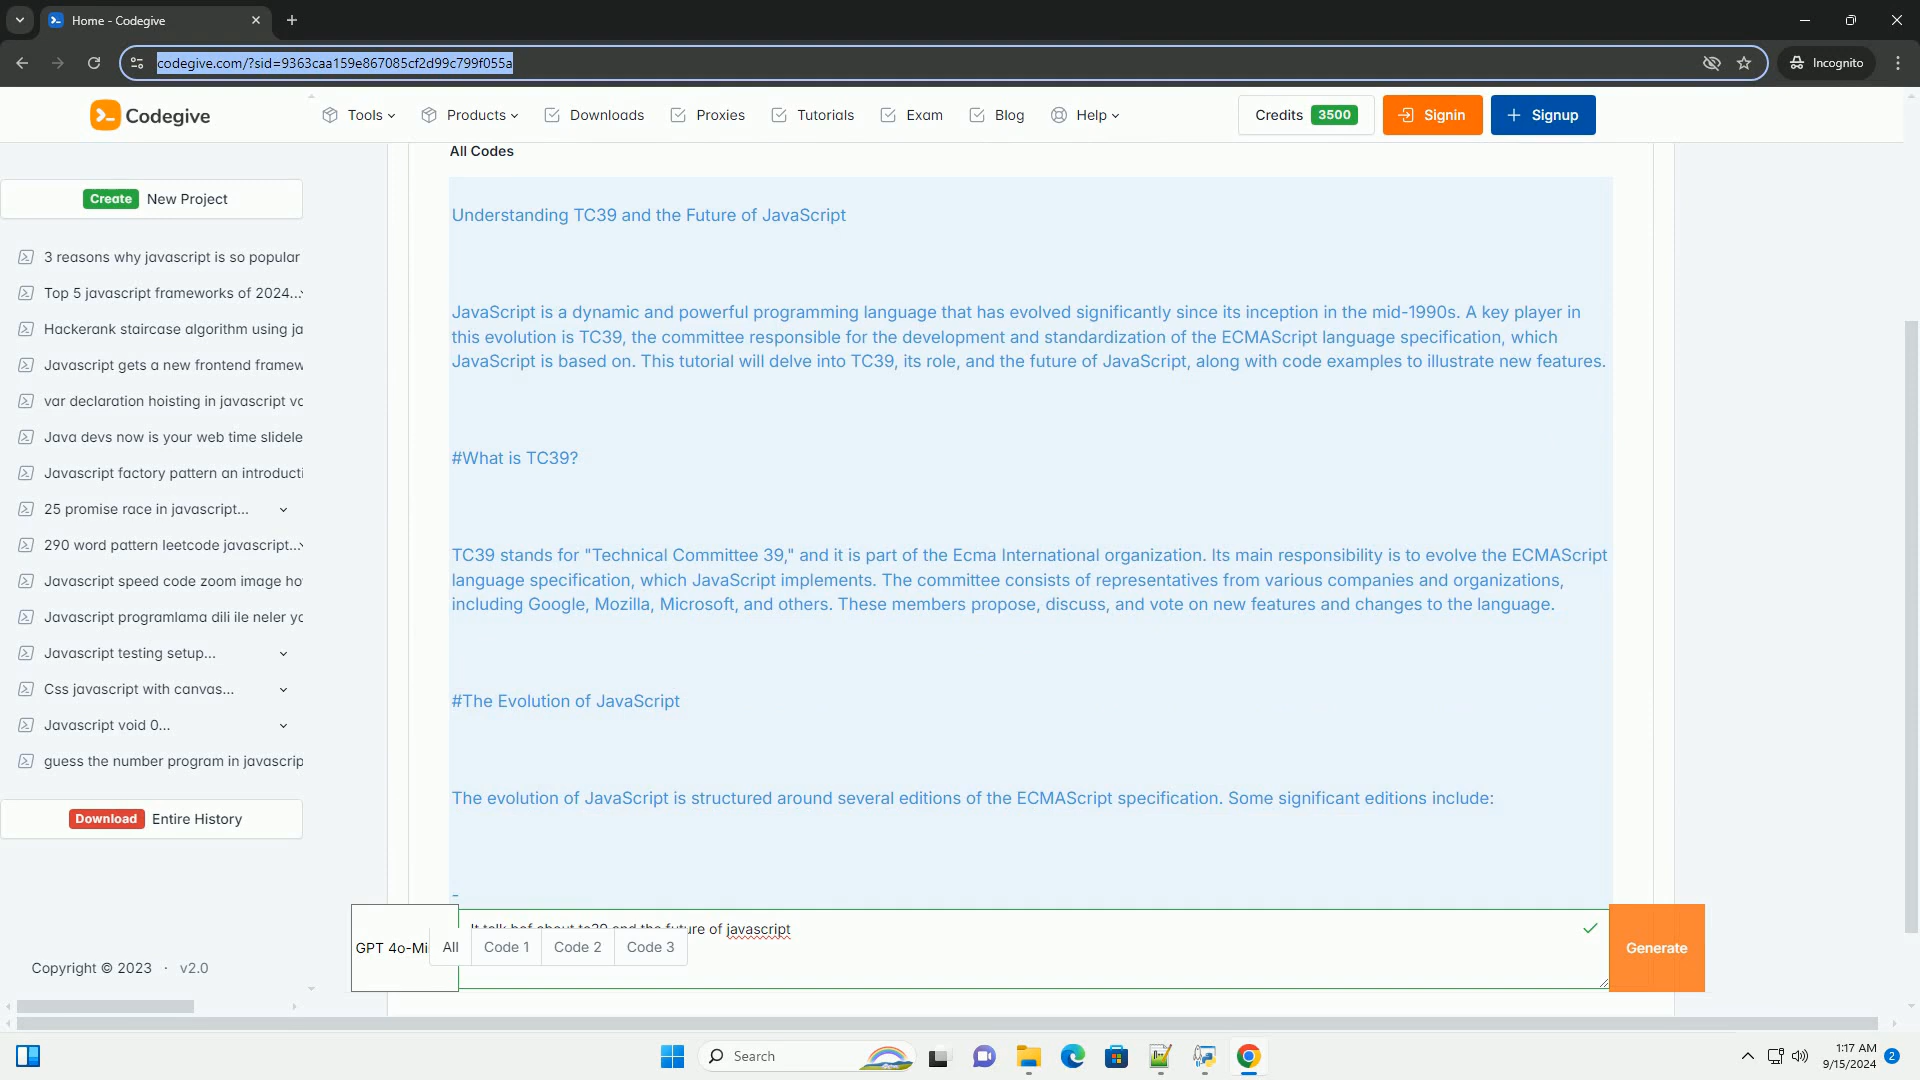 Home - Codegive
codegive.com/?sid=9363caa159e867085cf2d99c799f055a
Incognito
Codegive
Tools
Products
Downloads
Proxies
Tutorials
Exam
Blog
Help
Credits 3500
Signin
Signup
Create New Project
3 reasons why javascript is so popular
Top 5 javascript frameworks of 2024...
Hackerank staircase algorithm using ja
Javascript gets a new frontend framew
var declaration hoisting in javascript va
Java devs now is your web time slidele
Javascript factory pattern an introducti
25 promise race in javascript...
290 word pattern leetcode javascript...
Javascript speed code zoom image ho
Javascript programlama dili ile neler yo
Javascript testing setup...
Css javascript with canvas...
Javascript void 0...
guess the number program in javascrip
Download Entire History
Copyright © 2023 · v2.0
All Codes
Understanding TC39 and the Future of JavaScript
JavaScript is a dynamic and powerful programming language that has evolved significantly since its inception in the mid-1990s. A key player in
this evolution is TC39, the committee responsible for the development and standardization of the ECMAScript language specification, which
JavaScript is based on. This tutorial will delve into TC39, its role, and the future of JavaScript, along with code examples to illustrate new features.
#What is TC39?
TC39 stands for "Technical Committee 39," and it is part of the Ecma International organization. Its main responsibility is to evolve the ECMAScript
language specification, which JavaScript implements. The committee consists of representatives from various companies and organizations,
including Google, Mozilla, Microsoft, and others. These members propose, discuss, and vote on new features and changes to the language.
#The Evolution of JavaScript
The evolution of JavaScript is structured around several editions of the ECMAScript specification. Some significant editions include:
-
talk bof about tc39 and the future of javascript
GPT 4o-Mi
All
Code 1
Code 2
Code 3
Generate
Search
1:17 AM
9/15/2024
2